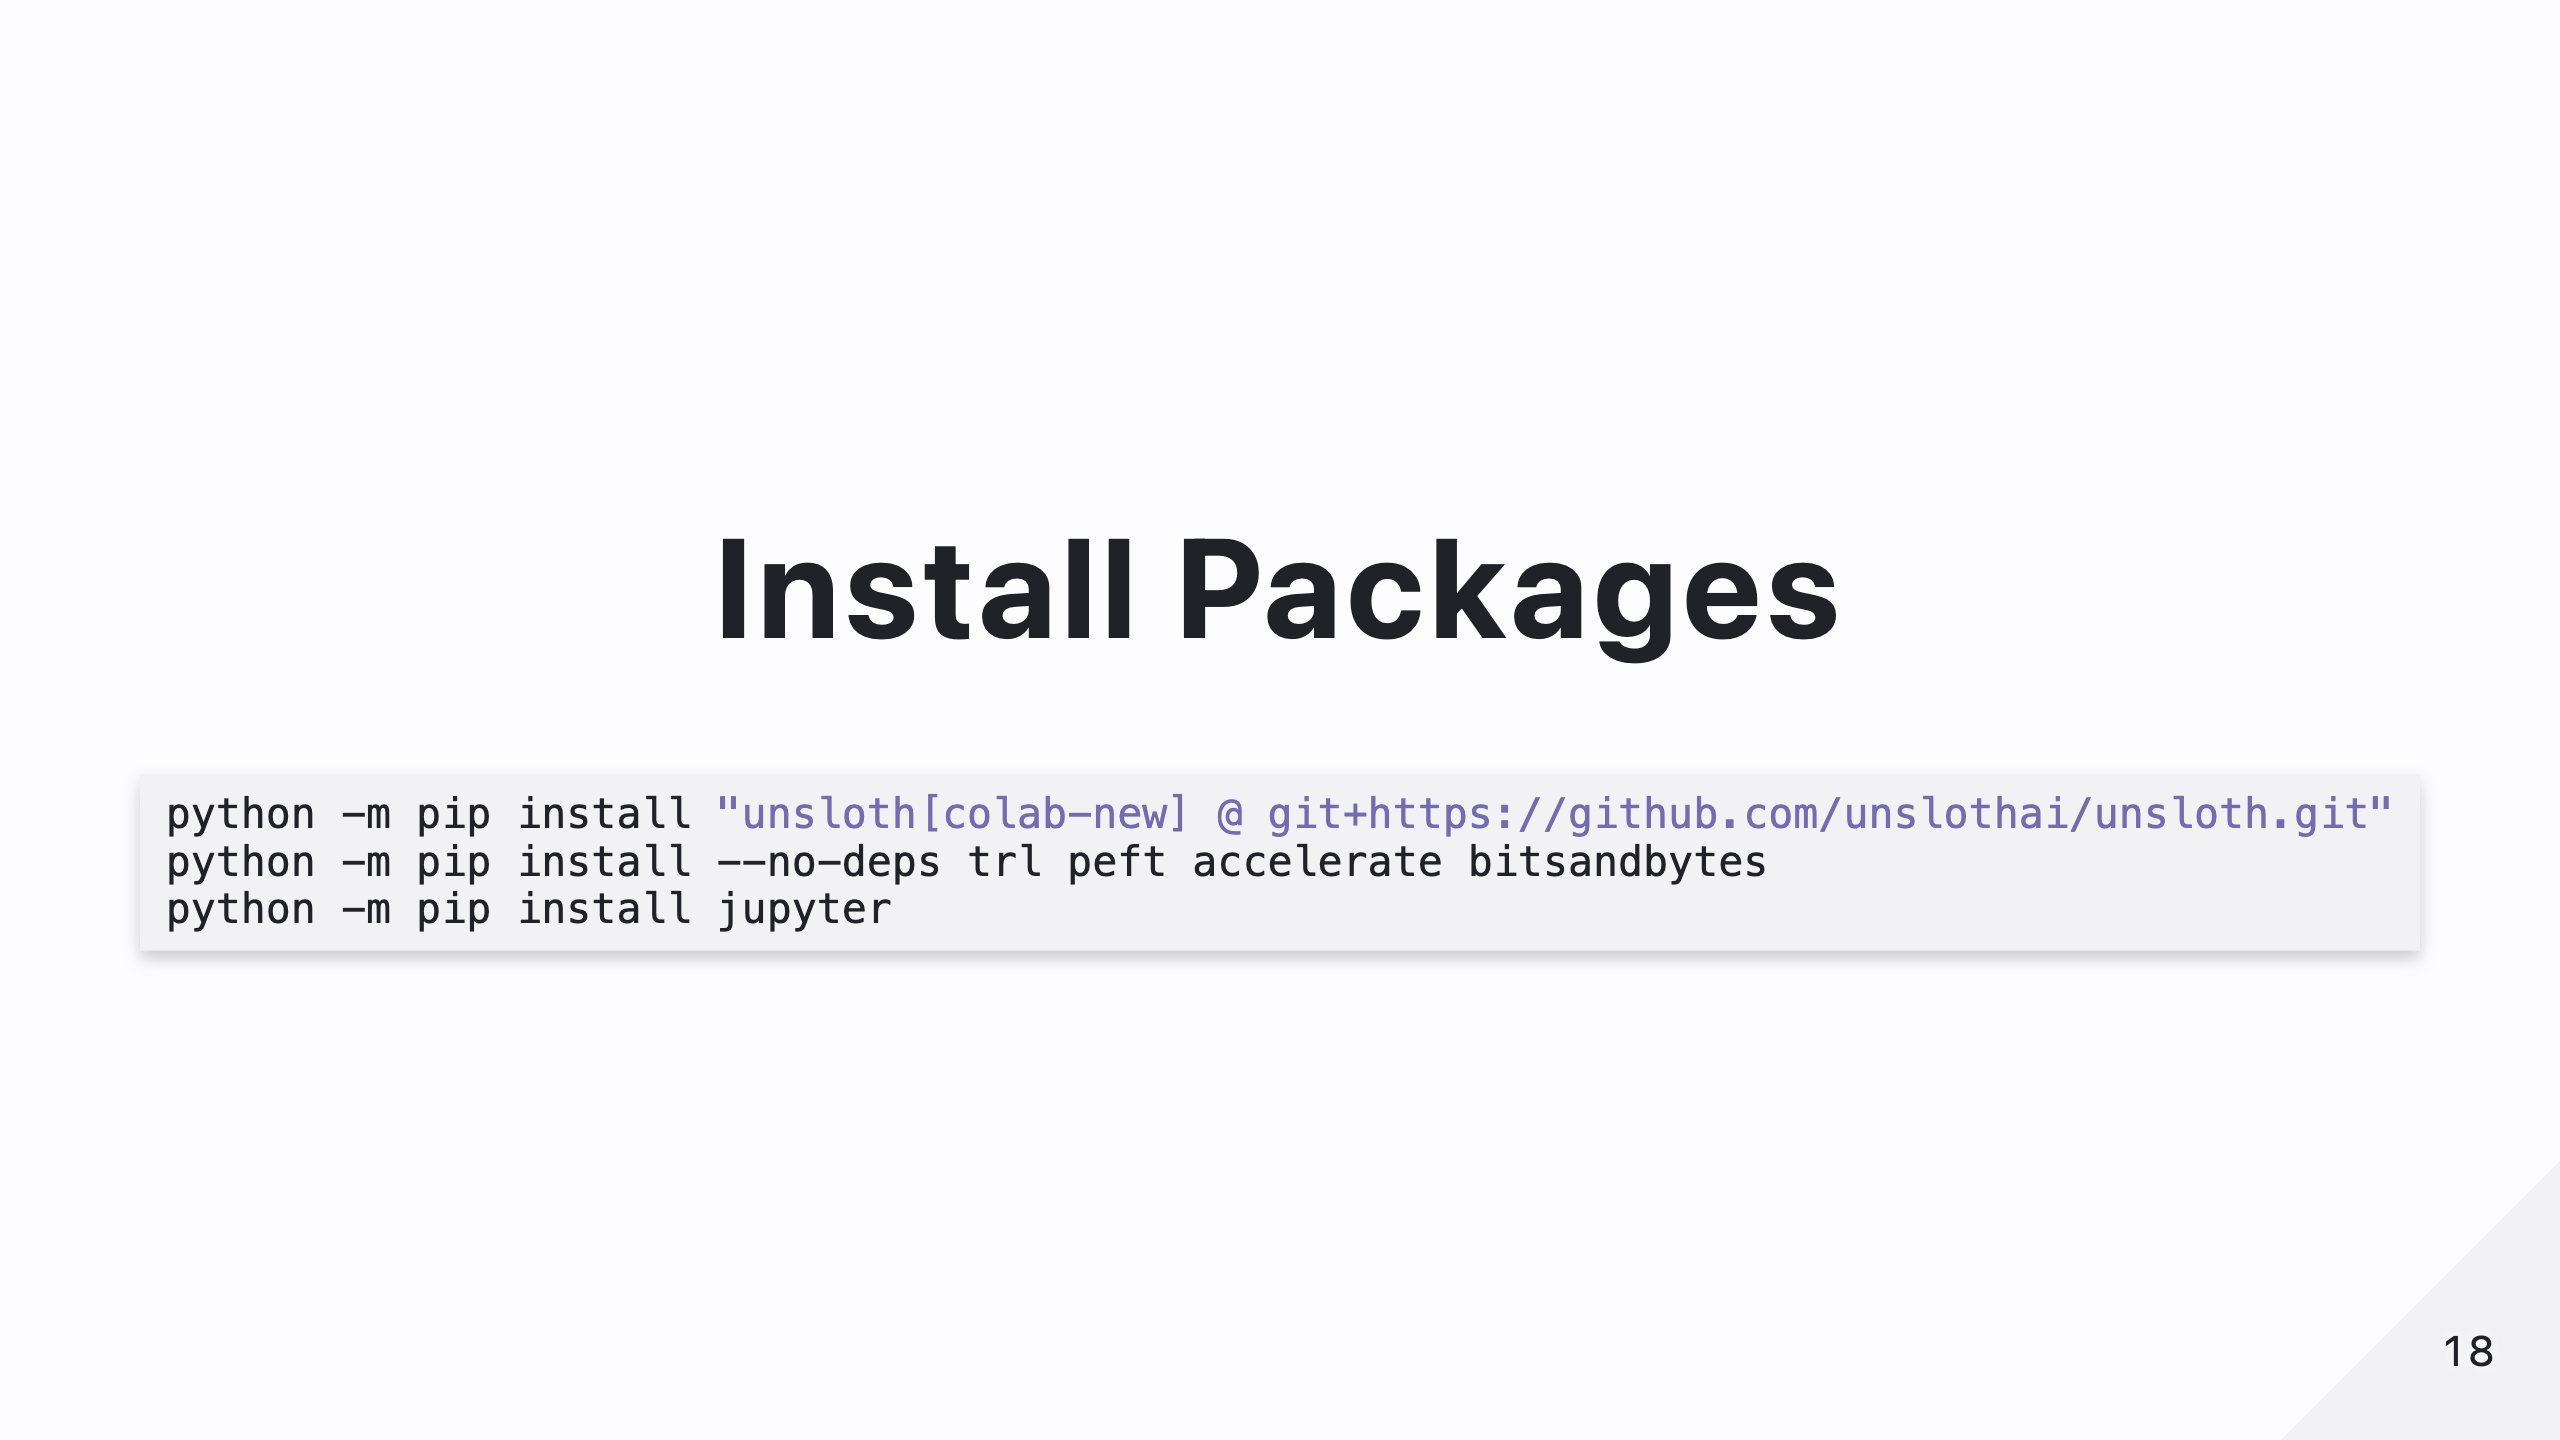 Install Packages
python -m pip install "unsloth[colab-new] @ git+https://github.com/unslothai/unsloth.git"
python -m pip install --no-deps trl peft accelerate bitsandbytes
python -m pip install jupyter
18